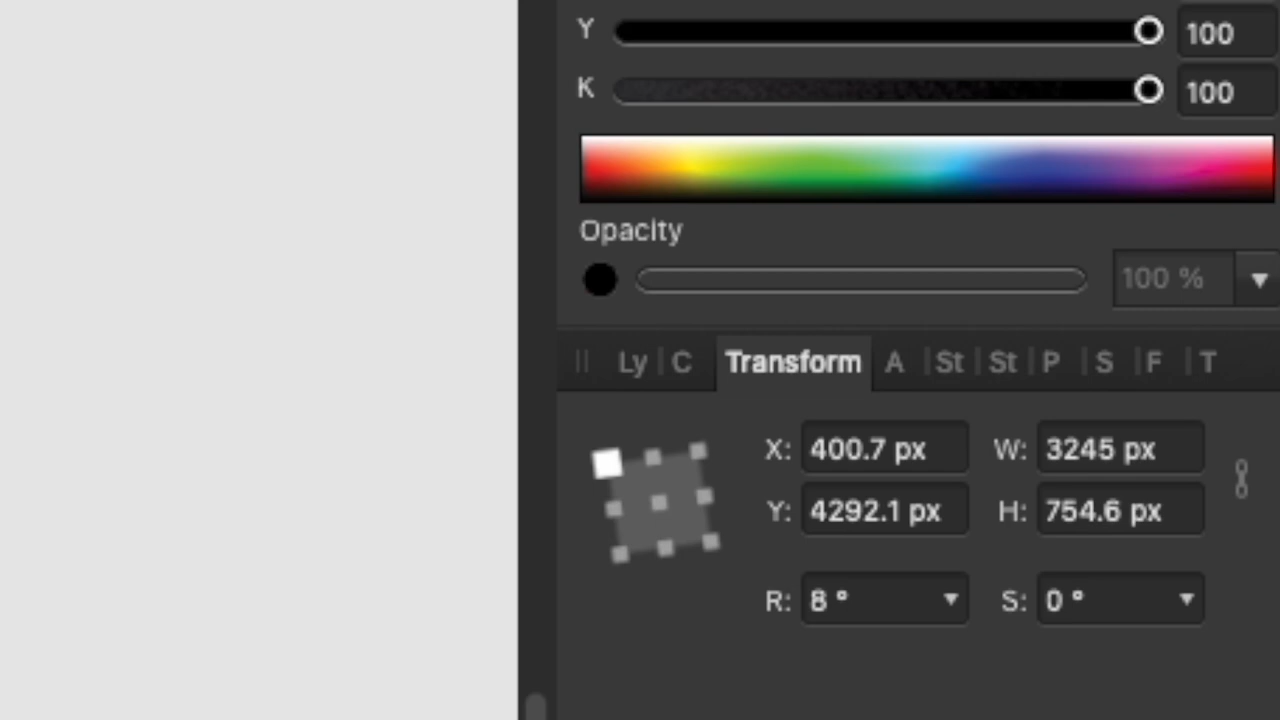 Y 100
K 100
Opacity
100 %
Ly C Transform A St St P S F T
X: 400.7 px W: 3245 px
Y: 4292.1 px H: 754.6 px
R: 8 ° S: 0 °